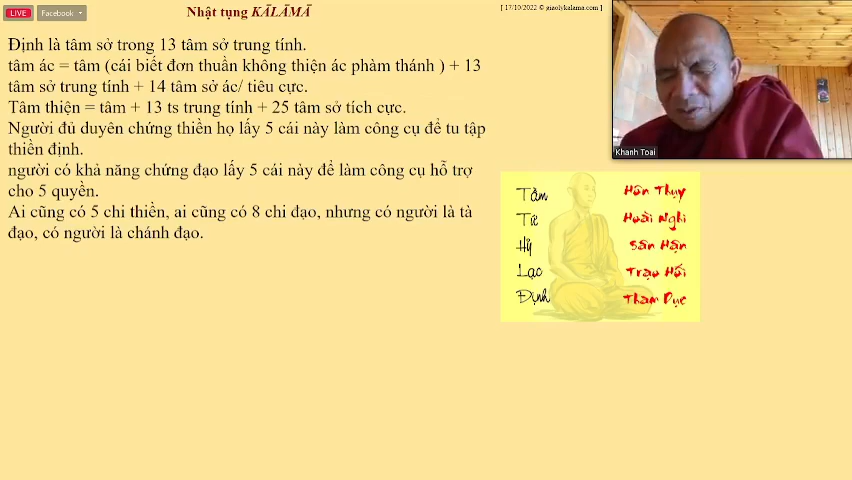 LIVE Facebook
Nhật tụng KĀLĀMĀ
[ 17/10/2022 © giaolykalama.com ]
Định là tâm sở trong 13 tâm sở trung tính.
tâm ác = tâm (cái biết đơn thuần không thiện ác phàm thánh ) + 13
tâm sở trung tính + 14 tâm sở ác/ tiêu cực.
Tâm thiện = tâm + 13 ts trung tính + 25 tâm sở tích cực.
Người đủ duyên chứng thiền họ lấy 5 cái này làm công cụ để tu tập
thiền định.
người có khả năng chứng đạo lấy 5 cái này để làm công cụ hỗ trợ
cho 5 quyền.
Ai cũng có 5 chi thiền, ai cũng có 8 chi đạo, nhưng có người là tà
đạo, có người là chánh đạo.
Khanh Toai
Tầm Hôn Thụy
Tứ Hoài Nghi
Hỷ Sân Hận
Lạc Trạo Hối
Định Tham Dục